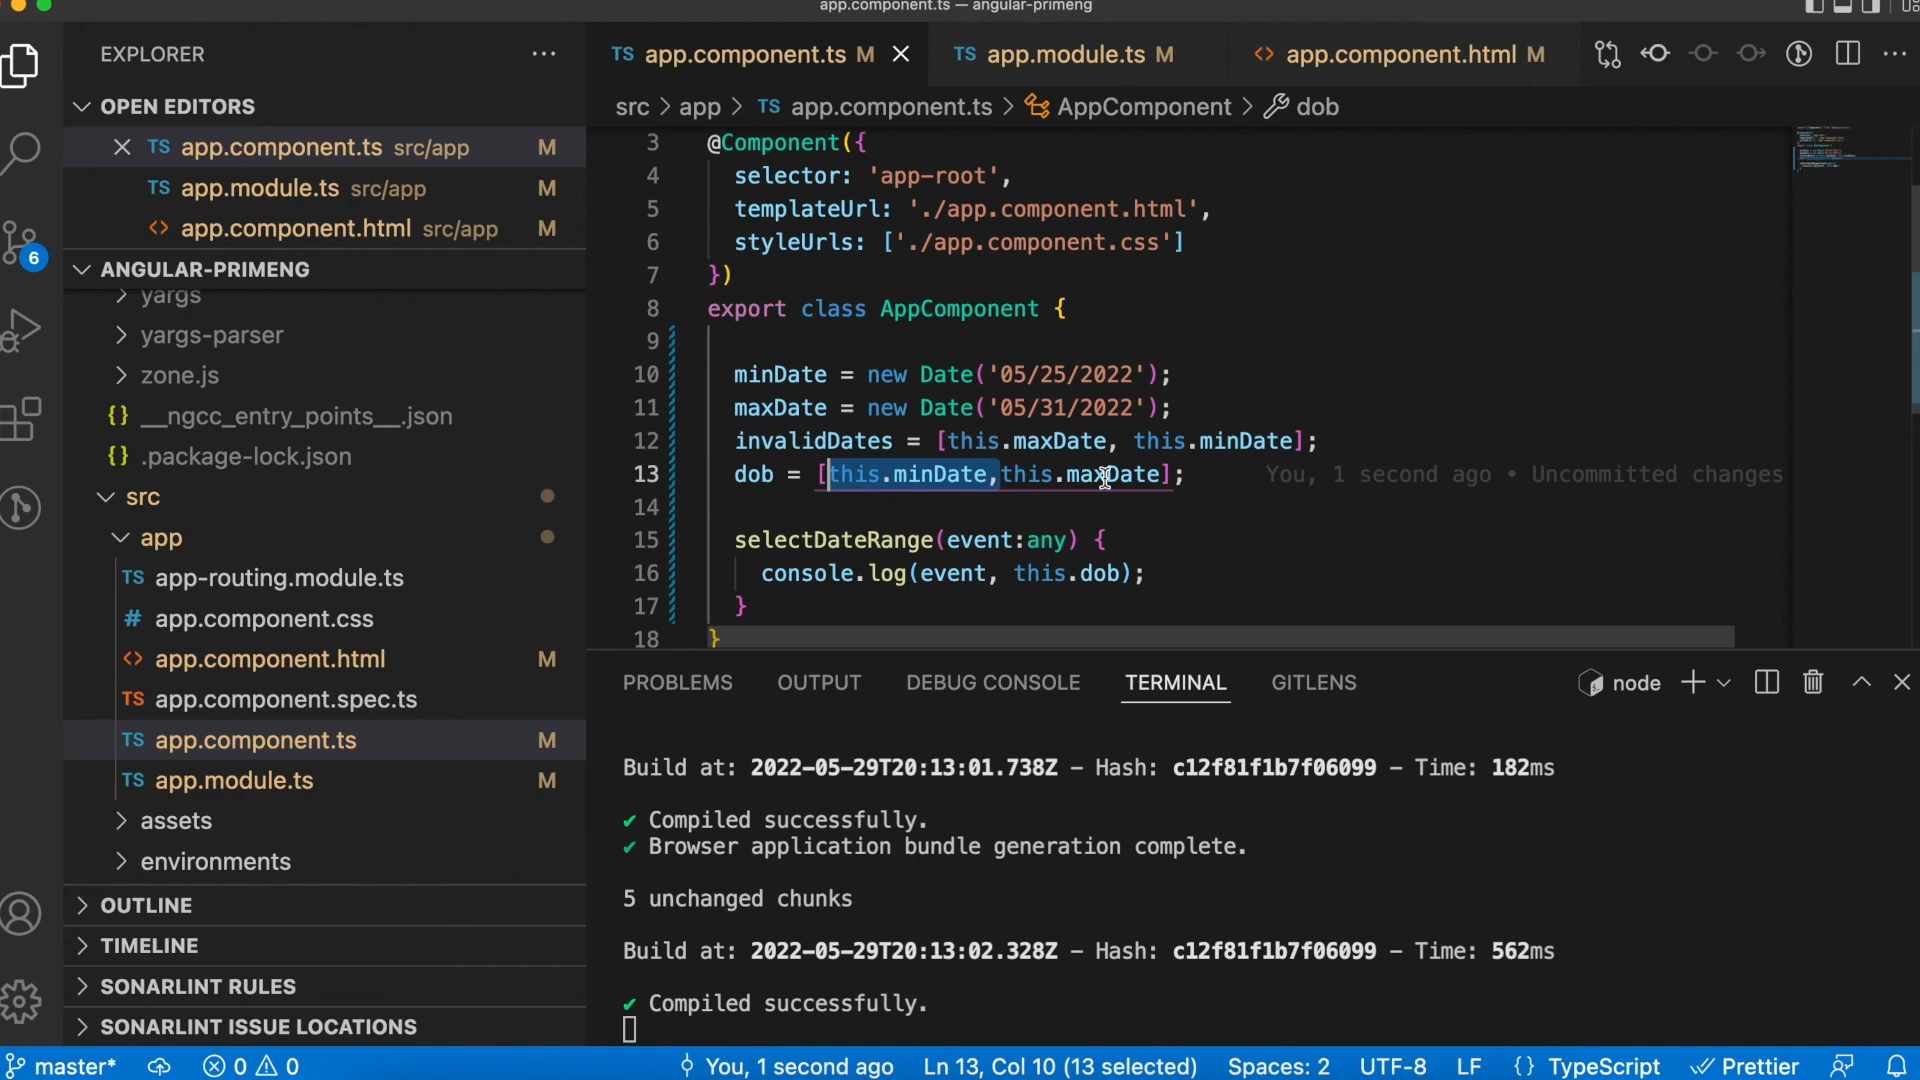 app.component.ts — angular-primeng
EXPLORER
TS app.component.ts M
TS app.module.ts M
<> app.component.html M
OPEN EDITORS
TS app.component.ts src/app M
TS app.module.ts src/app M
<> app.component.html src/app M
ANGULAR-PRIMENG
yargs
yargs-parser
zone.js
{} __ngcc_entry_points__.json
{} .package-lock.json
src
app
TS app-routing.module.ts
# app.component.css
<> app.component.html M
TS app.component.spec.ts
TS app.component.ts M
TS app.module.ts M
assets
environments
OUTLINE
TIMELINE
SONARLINT RULES
SONARLINT ISSUE LOCATIONS
6
src > app > TS app.component.ts > AppComponent > dob
3 @Component({
4 selector: 'app-root',
5 templateUrl: './app.component.html',
6 styleUrls: ['./app.component.css']
7 })
8 export class AppComponent {
9
10 minDate = new Date('05/25/2022');
11 maxDate = new Date('05/31/2022');
12 invalidDates = [this.maxDate, this.minDate];
13 dob = [this.minDate,this.maxDate]; You, 1 second ago • Uncommitted changes
14
15 selectDateRange(event:any) {
16 console.log(event, this.dob);
17 }
18 }
PROBLEMS OUTPUT DEBUG CONSOLE TERMINAL GITLENS
node
Build at: 2022-05-29T20:13:01.738Z - Hash: c12f81f1b7f06099 - Time: 182ms
✔ Compiled successfully.
✔ Browser application bundle generation complete.
5 unchanged chunks
Build at: 2022-05-29T20:13:02.328Z - Hash: c12f81f1b7f06099 - Time: 562ms
✔ Compiled successfully.
master* 0 0 You, 1 second ago Ln 13, Col 10 (13 selected) Spaces: 2 UTF-8 LF {} TypeScript Prettier